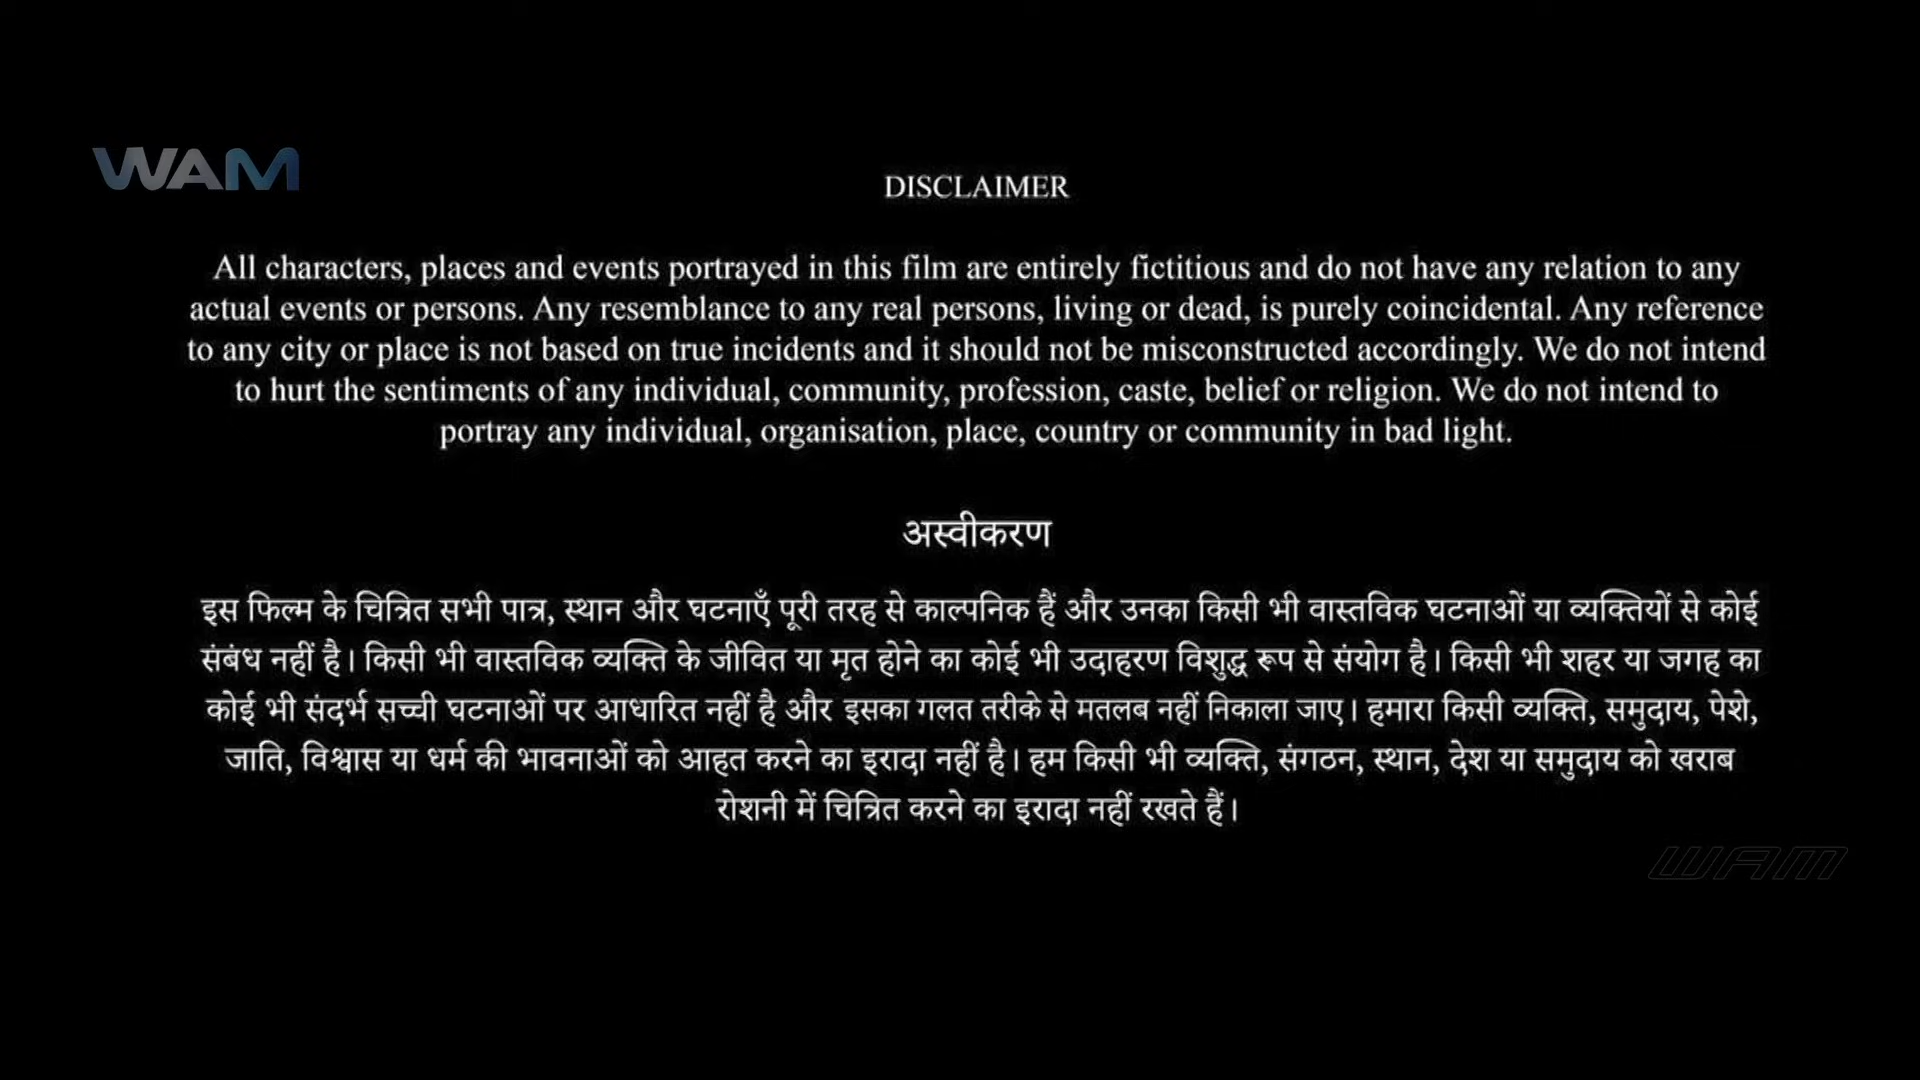 WAM
DISCLAIMER
All characters, places and events portrayed in this film are entirely fictitious and do not have any relation to any
actual events or persons. Any resemblance to any real persons, living or dead, is purely coincidental. Any reference
to any city or place is not based on true incidents and it should not be misconstructed accordingly. We do not intend
to hurt the sentiments of any individual, community, profession, caste, belief or religion. We do not intend to
portray any individual, organisation, place, country or community in bad light.
अस्वीकरण
इस फिल्म के चित्रित सभी पात्र, स्थान और घटनाएँ पूरी तरह से काल्पनिक हैं और उनका किसी भी वास्तविक घटनाओं या व्यक्तियों से कोई
संबंध नहीं है। किसी भी वास्तविक व्यक्ति के जीवित या मृत होने का कोई भी उदाहरण विशुद्ध रूप से संयोग है। किसी भी शहर या जगह का
कोई भी संदर्भ सच्ची घटनाओं पर आधारित नहीं है और इसका गलत तरीके से मतलब नहीं निकाला जाए। हमारा किसी व्यक्ति, समुदाय, पेशे,
जाति, विश्वास या धर्म की भावनाओं को आहत करने का इरादा नहीं है। हम किसी भी व्यक्ति, संगठन, स्थान, देश या समुदाय को खराब
रोशनी में चित्रित करने का इरादा नहीं रखते हैं।
WAM